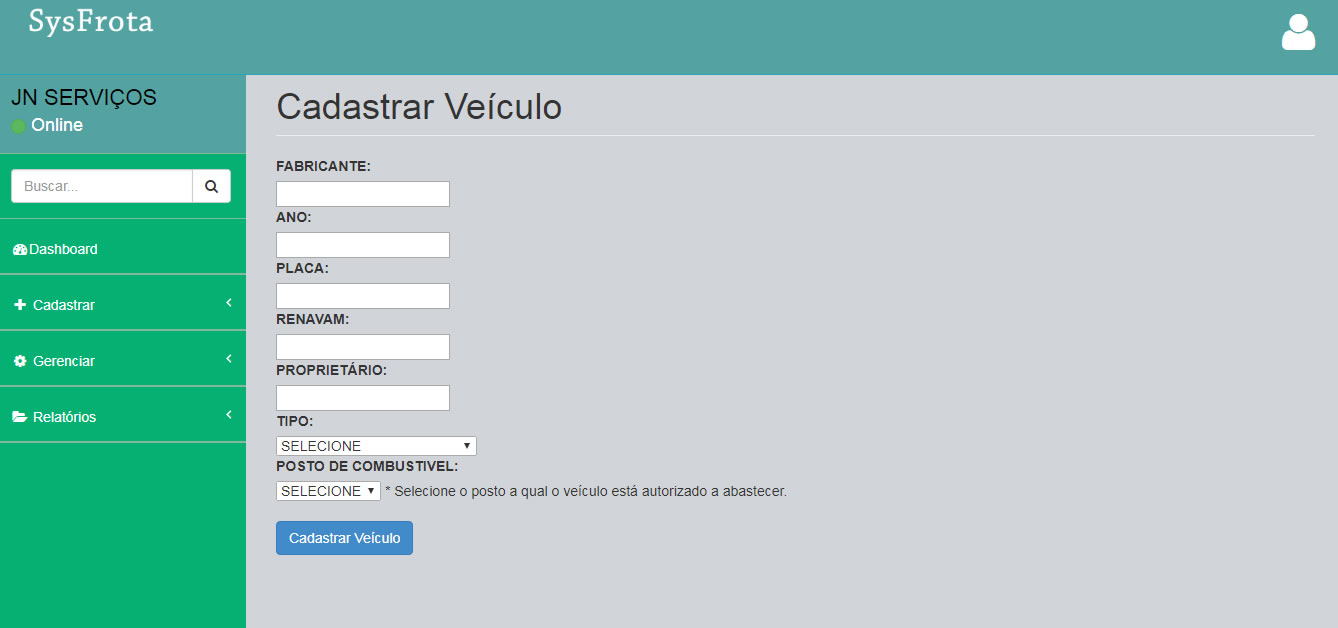 SysFrota
JN SERVIÇOS
Online
Buscar...
Dashboard
Cadastrar
Gerenciar
Relatórios
Cadastrar Veículo
FABRICANTE:
ANO:
PLACA:
RENAVAM:
PROPRIETÁRIO:
TIPO:
SELECIONE
POSTO DE COMBUSTIVEL:
SELECIONE * Selecione o posto a qual o veículo está autorizado a abastecer.
Cadastrar Veículo